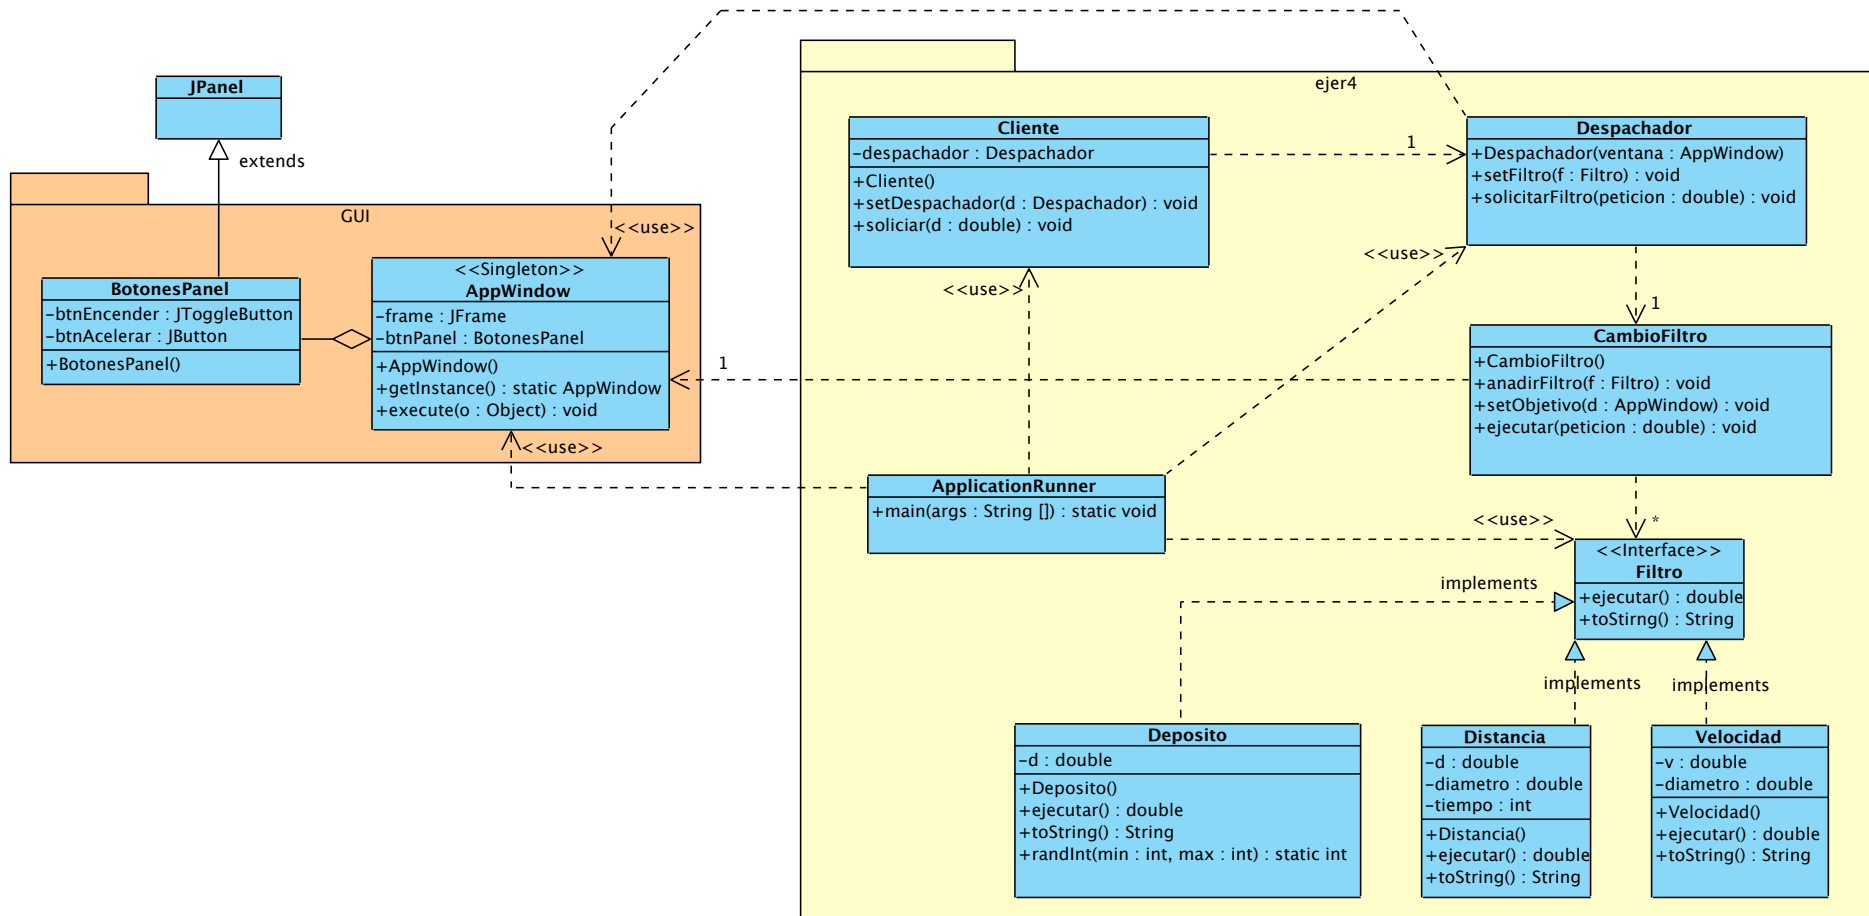 JPanel
extends
GUI
BotonesPanel
-btnEncender : JToggleButton
-btnAcelerar : JButton
+BotonesPanel()
<<use>>
<<Singleton>>
AppWindow
-frame : JFrame
-btnPanel : BotonesPanel
+AppWindow()
+getInstance() : static AppWindow
+execute(o : Object) : void
<<use>>
1
ejer4
Cliente
-despachador : Despachador
+Cliente()
+setDespachador(d : Despachador) : void
+soliciar(d : double) : void
1
Despachador
+Despachador(ventana : AppWindow)
+setFiltro(f : Filtro) : void
+solicitarFiltro(peticion : double) : void
<<use>>
<<use>>
1
CambioFiltro
+CambioFiltro()
+anadirFiltro(f : Filtro) : void
+setObjetivo(d : AppWindow) : void
+ejecutar(peticion : double) : void
ApplicationRunner
+main(args : String []) : static void
<<use>>
*
<<Interface>>
Filtro
+ejecutar() : double
+toStirng() : String
implements
implements
implements
Deposito
-d : double
+Deposito()
+ejecutar() : double
+toString() : String
+randInt(min : int, max : int) : static int
Distancia
-d : double
-diametro : double
-tiempo : int
+Distancia()
+ejecutar() : double
+toString() : String
Velocidad
-v : double
-diametro : double
+Velocidad()
+ejecutar() : double
+toString() : String